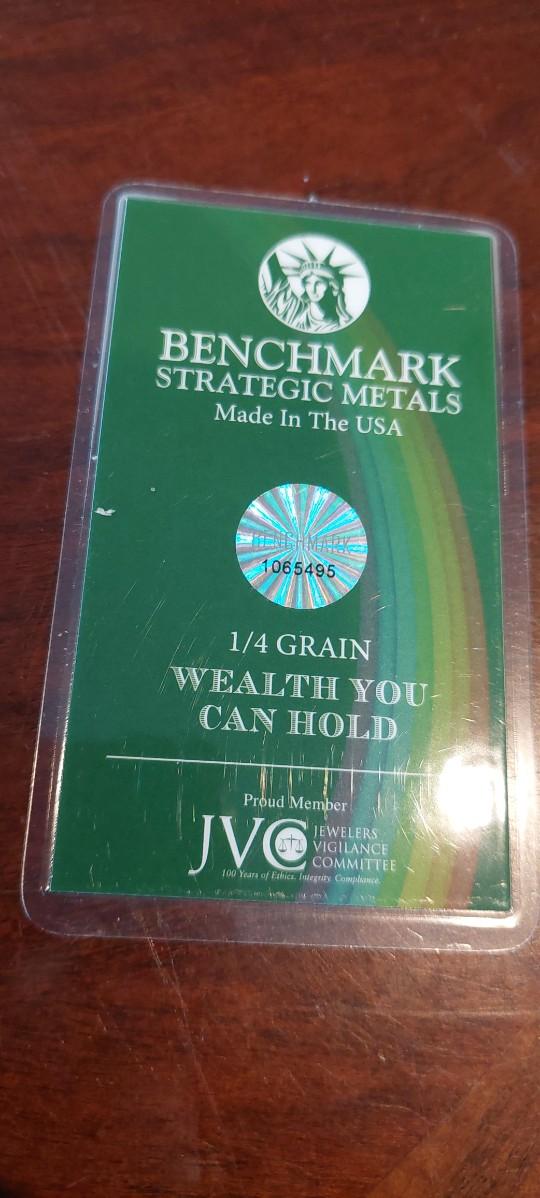 BENCHMARK
STRATEGIC METALS
Made In The USA
BENCHMARK
1065495
1/4 GRAIN
WEALTH YOU
CAN HOLD
Proud Member
JVC JEWELERS
VIGILANCE
COMMITTEE
100 Years of Ethics. Integrity. Compliance.